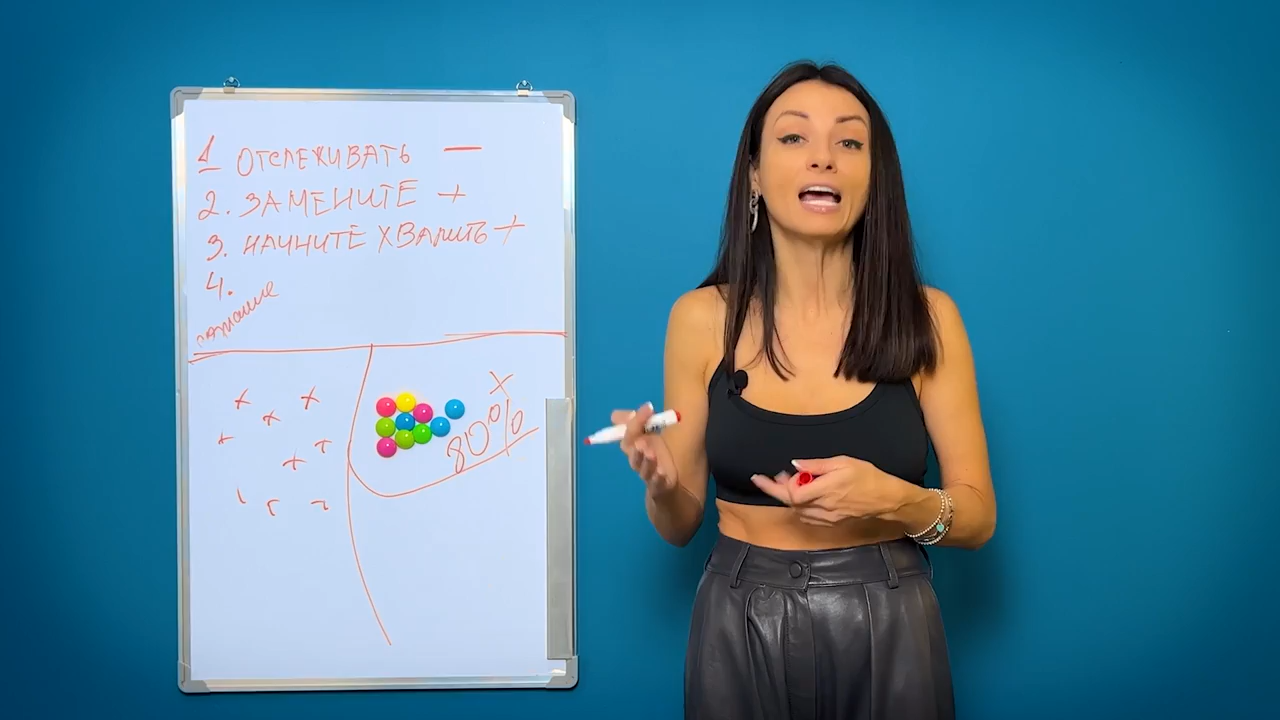 1 ОТСЛЕЖИВАТЬ —
2. ЗАМЕНИТЕ +
3. НАЧНИТЕ ХВАЛИТЬ +
4.
80%